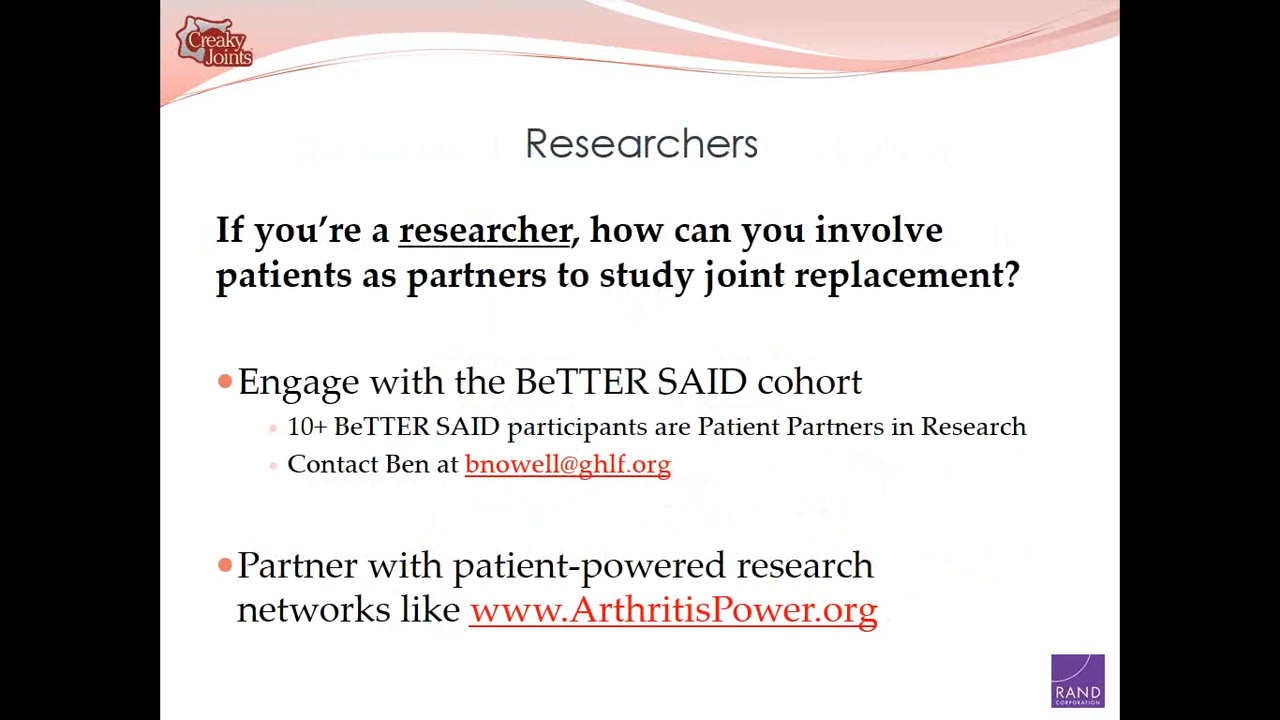 Creaky
Joints
Researchers
If you're a researcher, how can you involve
patients as partners to study joint replacement?
•Engage with the BeTTER SAID cohort
• 10+ BeTTER SAID participants are Patient Partners in Research
• Contact Ben at bnowell@ghlf.org
•Partner with patient-powered research
networks like www.ArthritisPower.org
RAND
CORPORATION